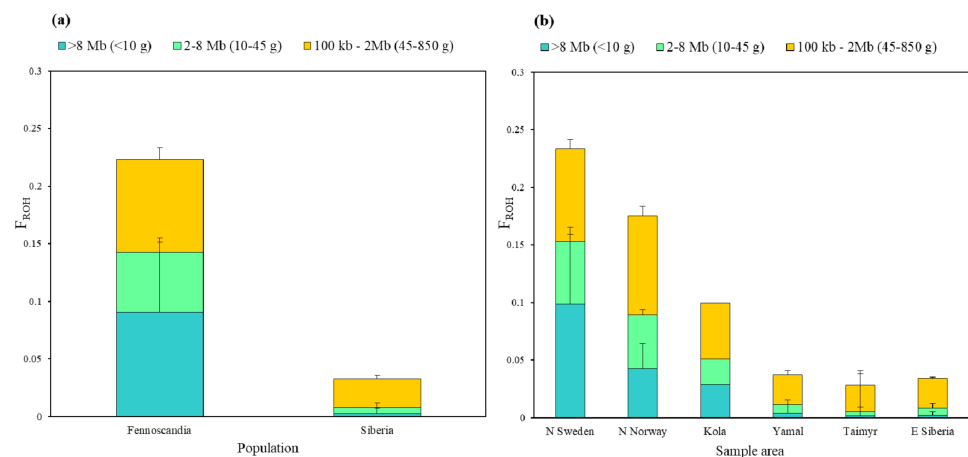 (a)
>8 Mb (<10 g) 2-8 Mb (10-45 g) 100 kb - 2Mb (45-850 g)
0.3
0.25
0.2
0.15
0.1
0.05
0
FROH
Fennoscandia Siberia
Population
(b)
>8 Mb (<10 g) 2-8 Mb (10-45 g) 100 kb - 2Mb (45-850 g)
0.3
0.25
0.2
0.15
0.1
0.05
0
FROH
N Sweden N Norway Kola Yamal Taimyr E Siberia
Sample area